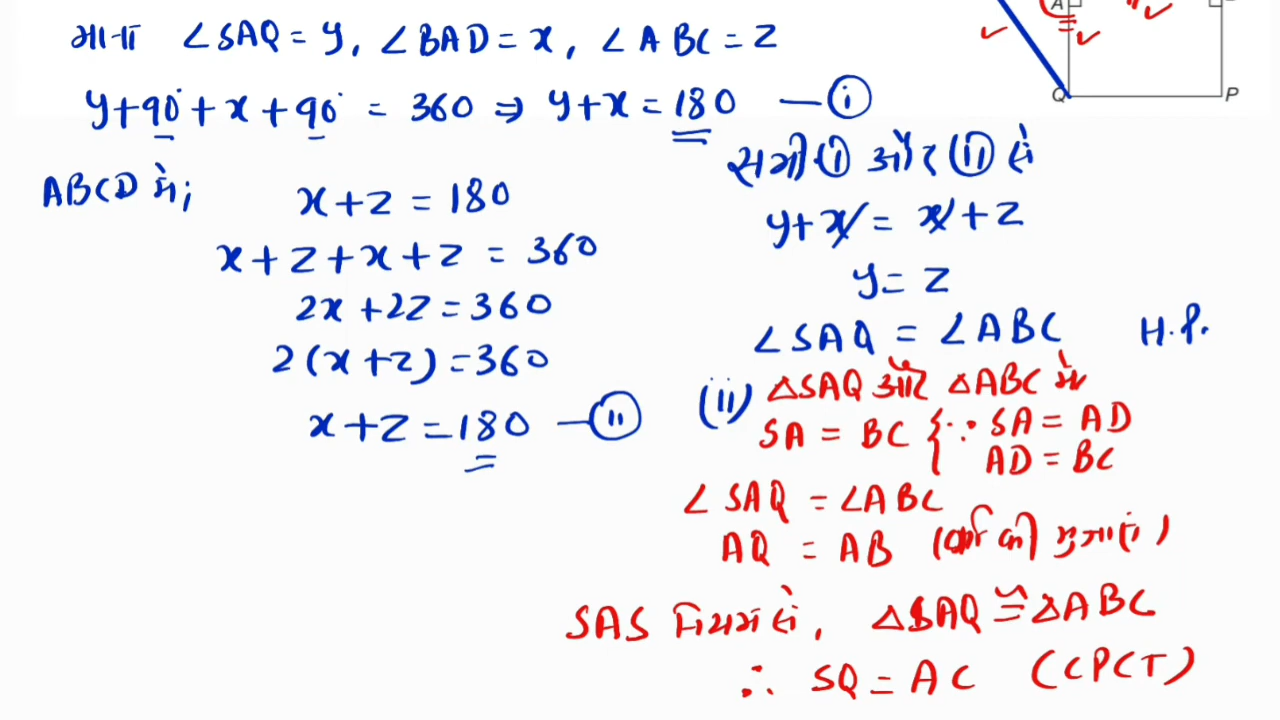 माना ∠SAQ = y, ∠BAD = x, ∠ABC = z
y+90°+x+90° = 360 ⇒ y+x = 180 — (i)
ABCD में;
x+z = 180
x+z+x+z = 360
2x+2z = 360
2(x+z) = 360
x+z = 180 — (ii)
A
Q
P
समी (i) और (ii) से
y+x = x+z
y = z
∠SAQ = ∠ABC H.P.
(ii) △SAQ और △ABC में
SA = BC {∵ SA = AD
AD = BC
∠SAQ = ∠ABC
AQ = AB (वर्ग की भुजाएं)
SAS नियम से, △SAQ ≅ △ABC
∴ SQ = AC (CPCT)